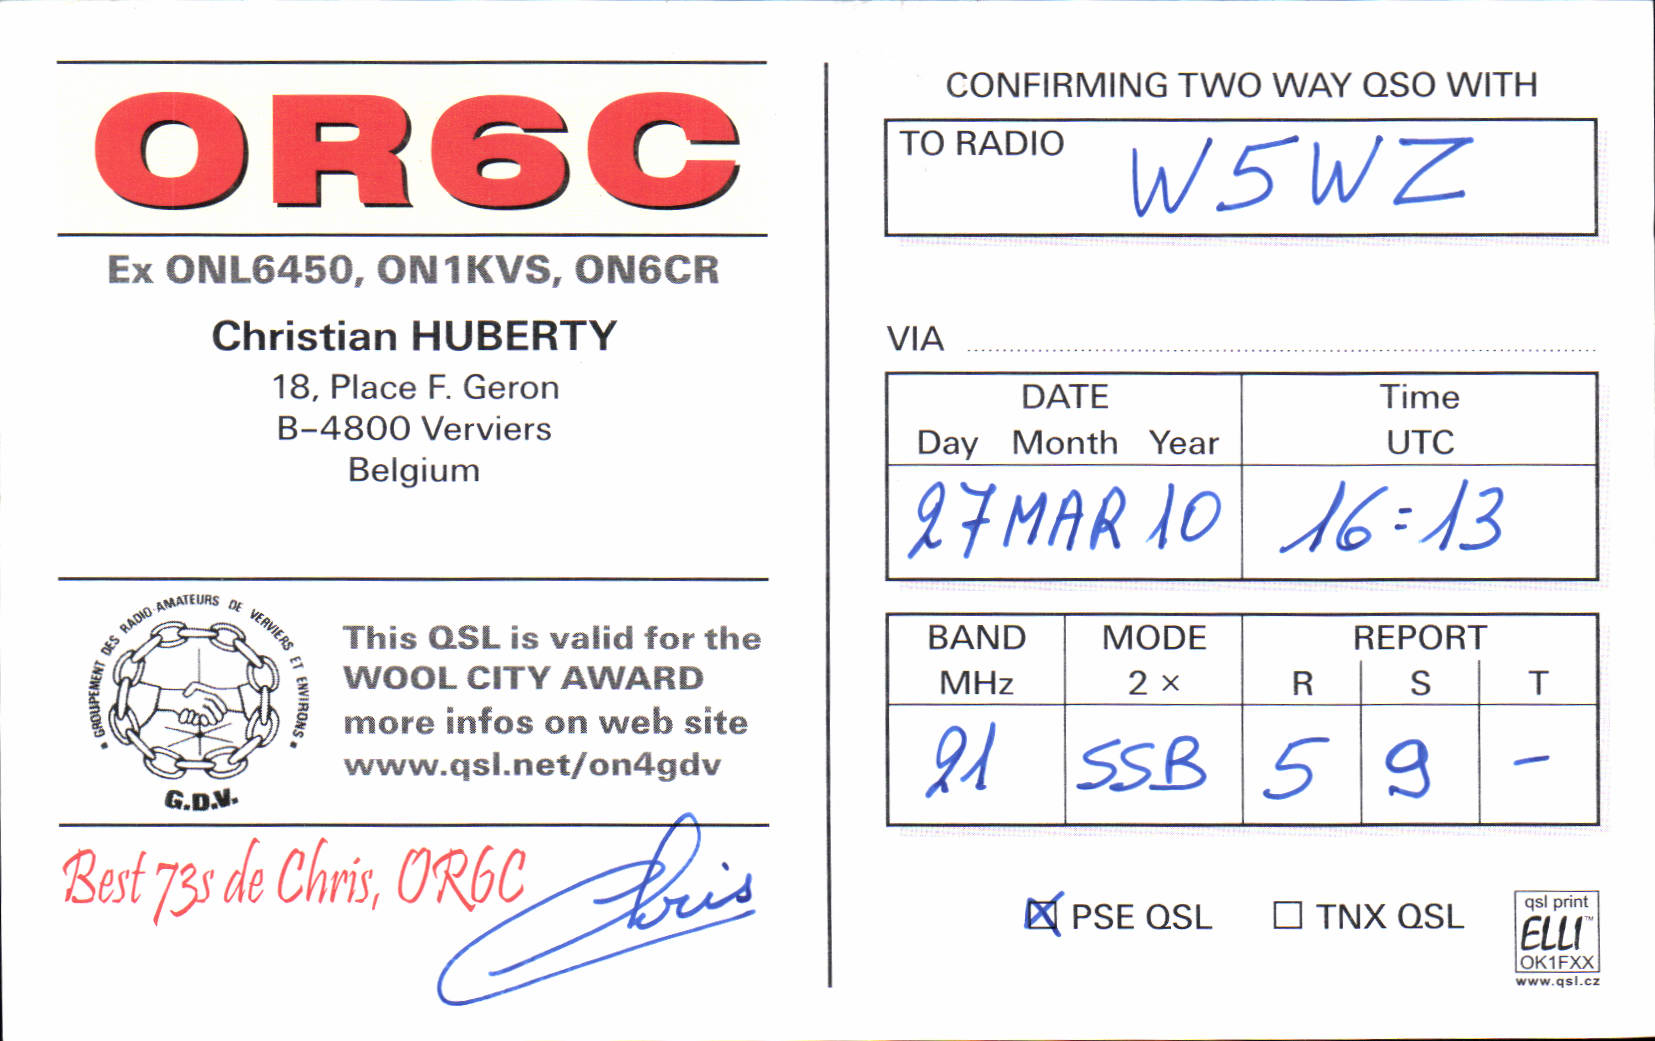 OR6C
Ex ONL6450, ON1KVS, ON6CR
Christian HUBERTY
18, Place F. Geron
B-4800 Verviers
Belgium
GROUPEMENT DES RADIO-AMATEURS DE VERVIERS ET ENVIRONS
G.D.V.
This QSL is valid for the
WOOL CITY AWARD
more infos on web site
www.qsl.net/on4gdv
Best 73s de Chris, OR6C
Chris
CONFIRMING TWO WAY QSO WITH
TO RADIO W5WZ
VIA
DATE Time
Day Month Year UTC
27 MAR 10 16=13
BAND MODE REPORT
MHz 2 × R S T
21 SSB 5 9 -
PSE QSL TNX QSL
qsl print
ELLI™
OK1FXX
www.qsl.cz